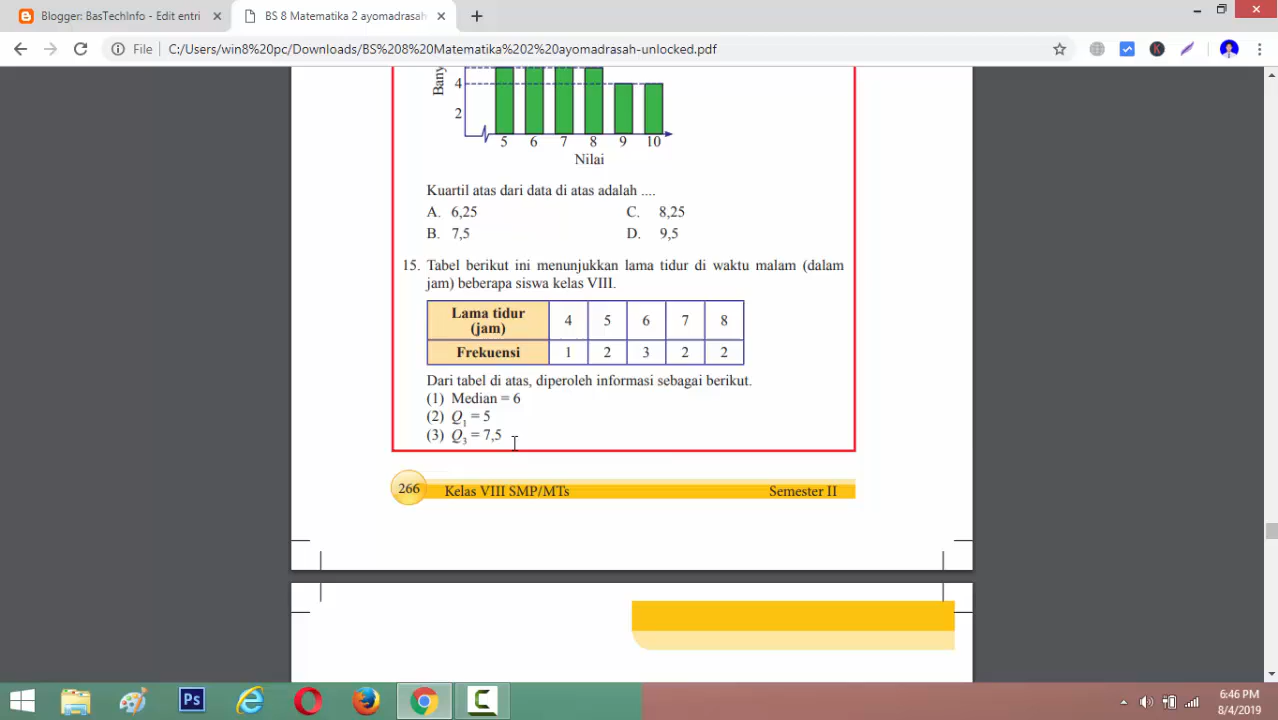 Blogger: BasTechInfo - Edit entri
BS 8 Matematika 2 ayomadrasah
File
C:/Users/win8%20pc/Downloads/BS%208%20Matematika%202%20ayomadrasah-unlocked.pdf
Bany
4
2
5 6 7 8 9 10
Nilai
Kuartil atas dari data di atas adalah ....
A. 6,25 C. 8,25
B. 7,5 D. 9,5
15. Tabel berikut ini menunjukkan lama tidur di waktu malam (dalam
jam) beberapa siswa kelas VIII.
Lama tidur
(jam) 4 5 6 7 8
Frekuensi 1 2 3 2 2
Dari tabel di atas, diperoleh informasi sebagai berikut.
(1) Median = 6
(2) Q1 = 5
(3) Q3 = 7,5
266 Kelas VIII SMP/MTs Semester II
Ps
6:46 PM
8/4/2019